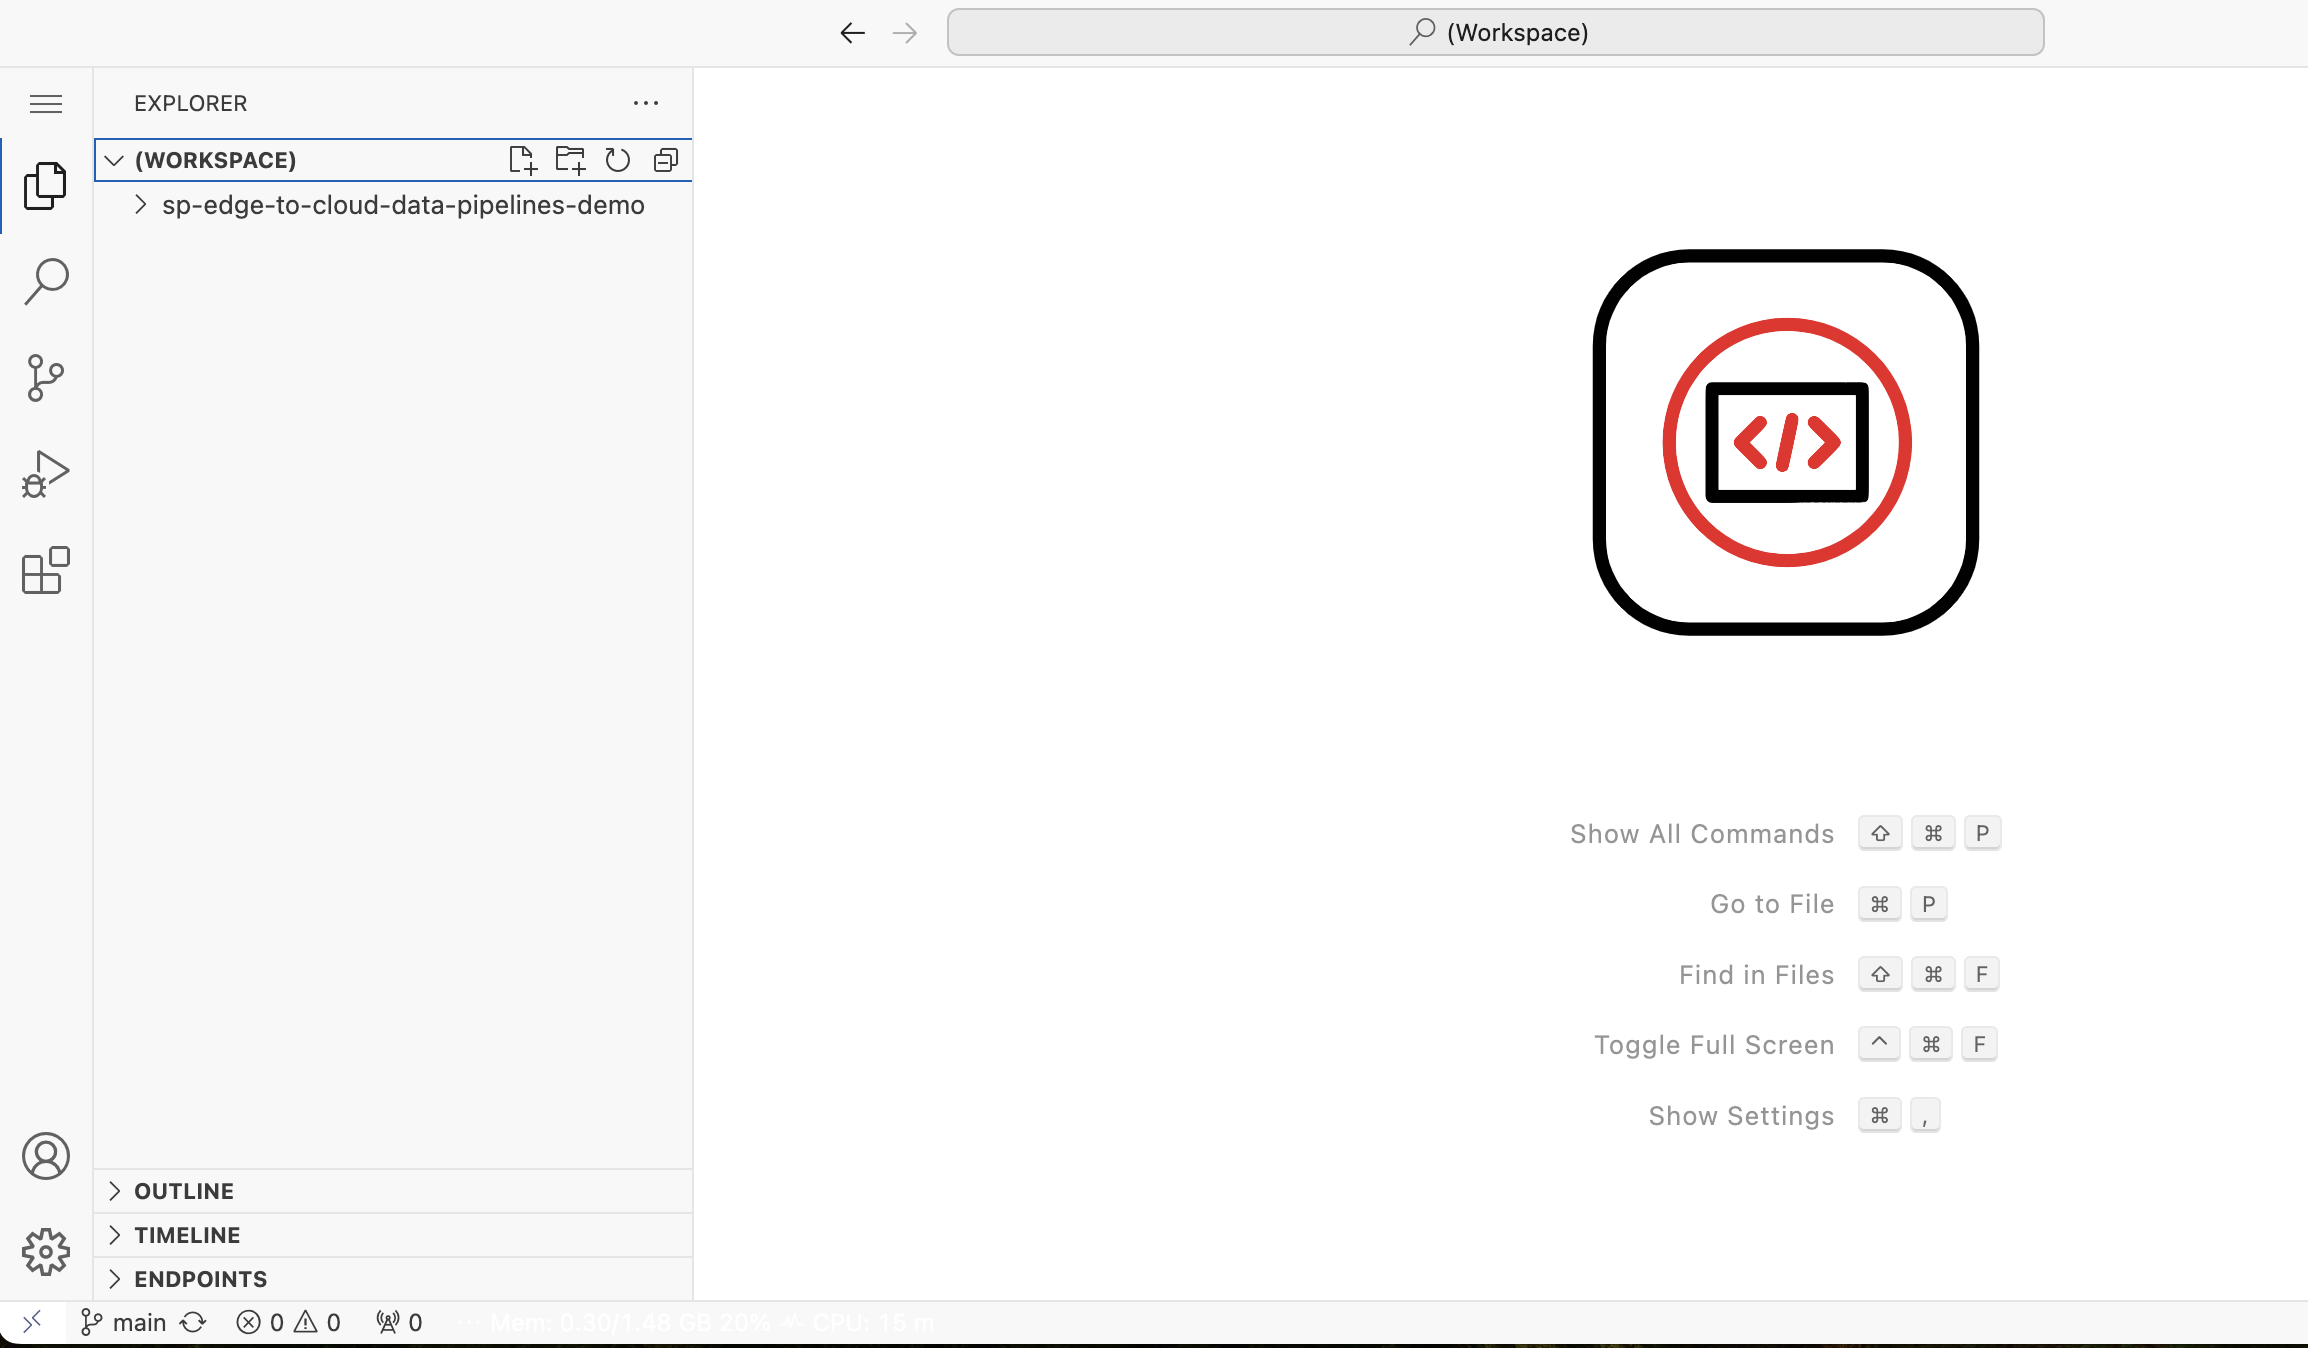 (Workspace)
EXPLORER
(WORKSPACE)
sp-edge-to-cloud-data-pipelines-demo
</>
Show All Commands ⇧ ⌘ P
Go to File ⌘ P
Find in Files ⇧ ⌘ F
Toggle Full Screen ^ ⌘ F
Show Settings ⌘ ,
OUTLINE
TIMELINE
ENDPOINTS
main 0 0 0 ··· Mem: 0.30/1.48 GB 20% CPU: 15 m